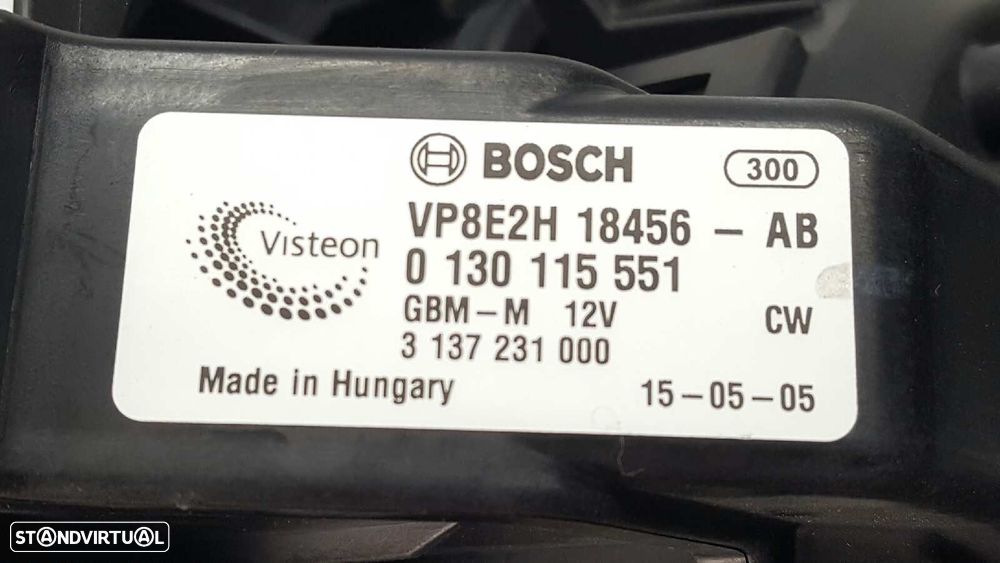 BOSCH
300
Visteon
VP8E2H 18456 – AB
0 130 115 551
GBM–M 12V CW
3 137 231 000
Made in Hungary 15–05–05
STANDVIRTUAL